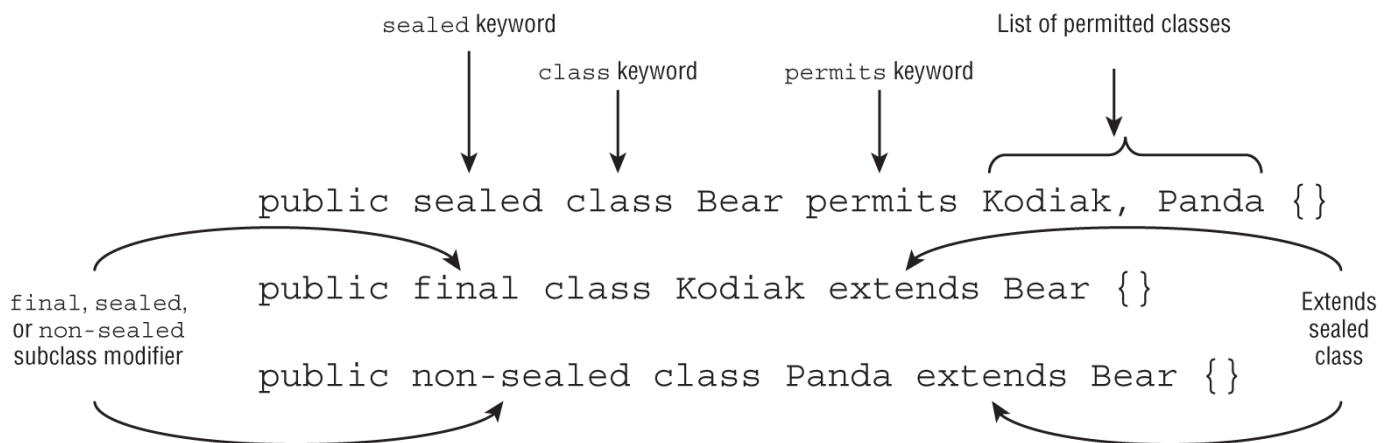 sealed keyword
List of permitted classes
class keyword
permits keyword
public sealed class Bear permits Kodiak, Panda {}
public final class Kodiak extends Bear {}
final, sealed,
or non-sealed
subclass modifier
Extends
sealed
class
public non-sealed class Panda extends Bear {}